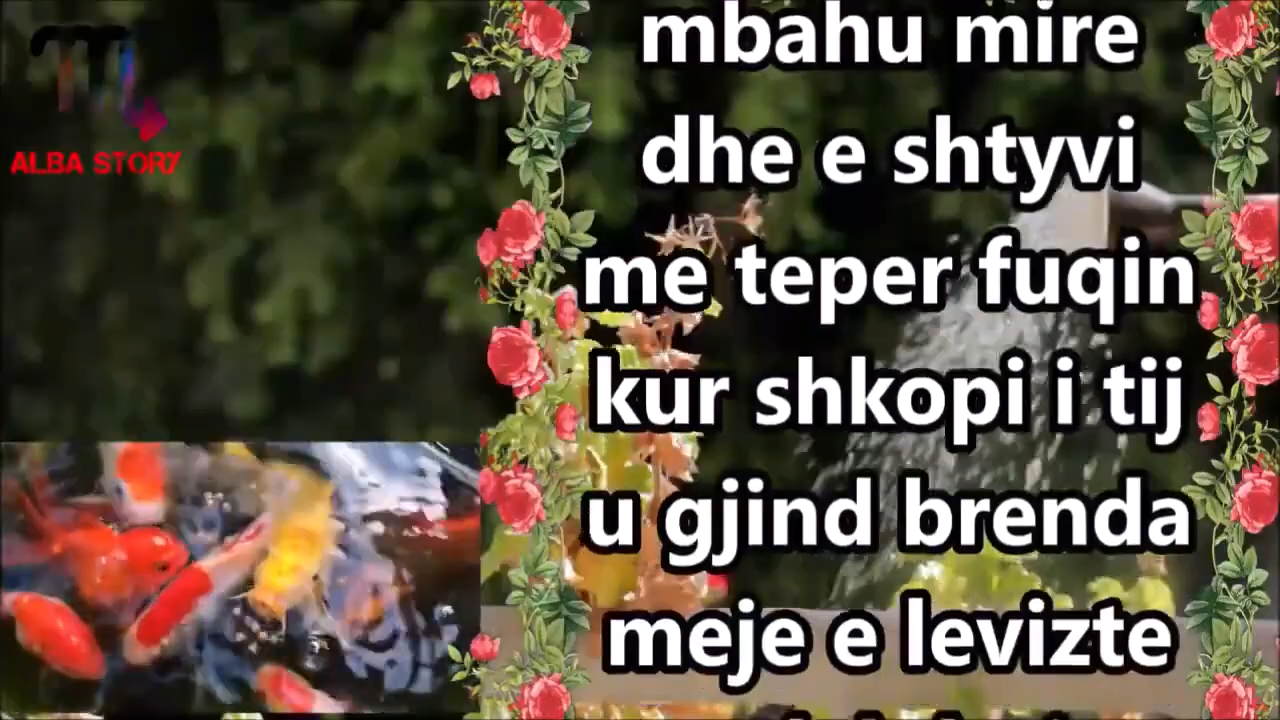 ALBA STORY
mbahu mire
dhe e shtyvi
me teper fuqin
kur shkopi i tij
u gjind brenda
meje e levizte